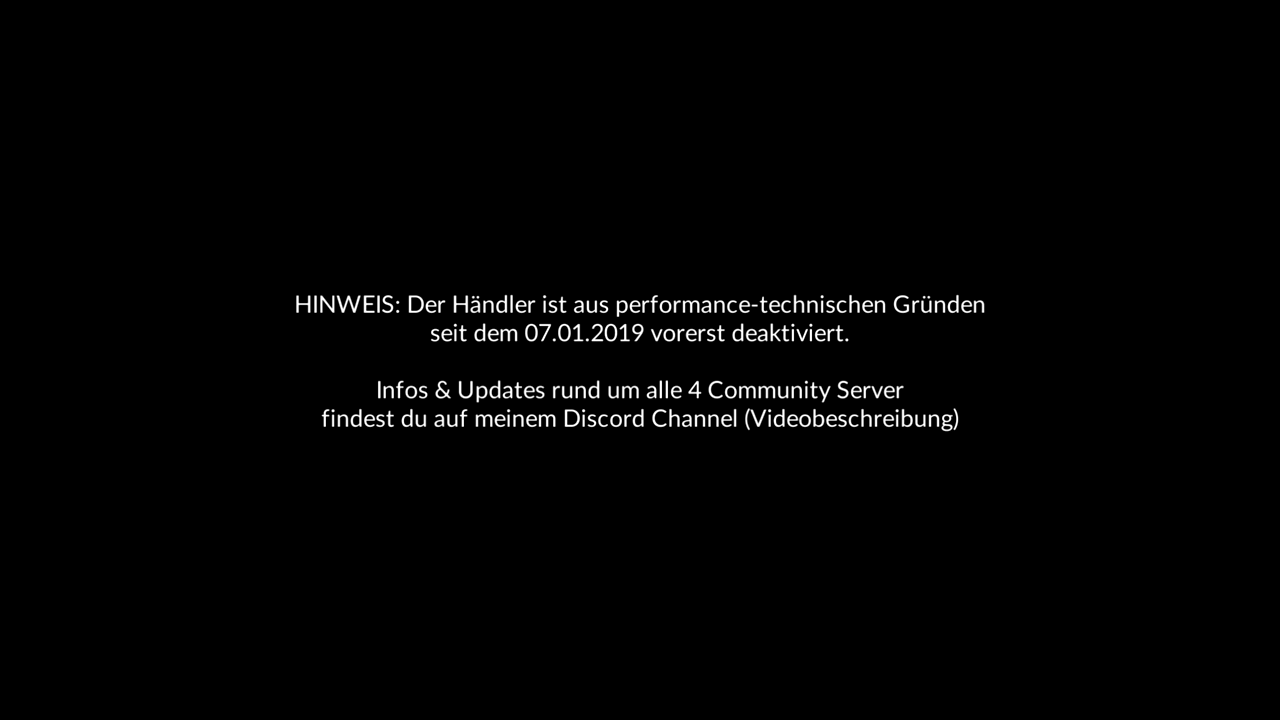 HINWEIS: Der Händler ist aus performance-technischen Gründen
seit dem 07.01.2019 vorerst deaktiviert.
Infos & Updates rund um alle 4 Community Server
findest du auf meinem Discord Channel (Videobeschreibung)